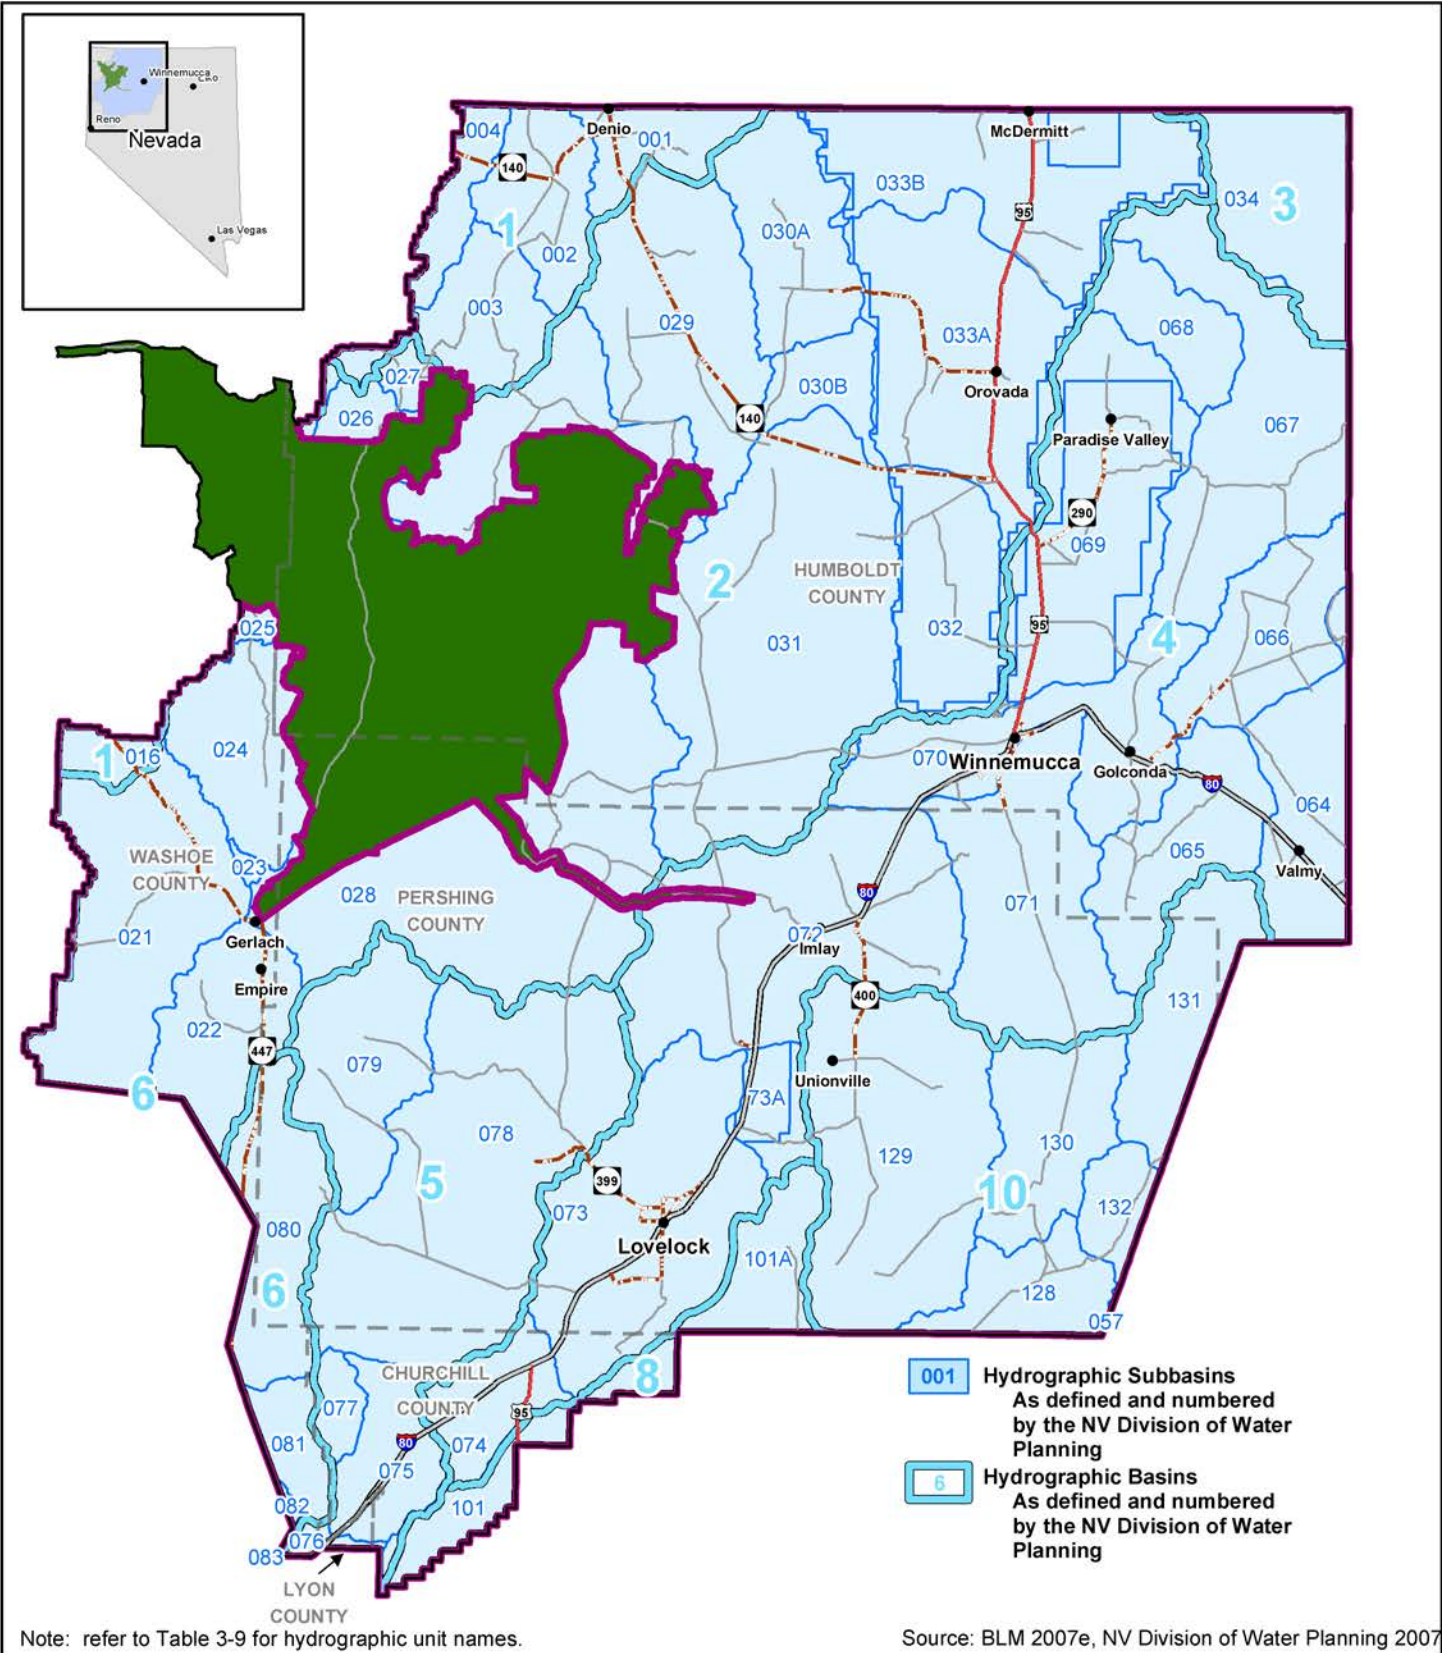 Winnemucca
Elko
Reno
Nevada
Las Vegas
004
Denio
001
McDermitt
140
033B
95
034
3
1
002
030A
003
029
033A
068
027
026
030B
Orovada
140
Paradise Valley
067
290
069
2
HUMBOLDT
COUNTY
025
031
032
95
4
066
1
016
024
070
Winnemucca
Golconda
80
064
WASHOE
COUNTY
023
065
Valmy
028
PERSHING
COUNTY
80
071
021
Gerlach
072
Imlay
Empire
400
131
022
447
079
Unionville
6
73A
078
129
130
5
399
10
073
132
080
Lovelock
101A
6
128
057
CHURCHILL
COUNTY
8
077
95
081
80
074
075
082
101
076
083
LYON
COUNTY
001
Hydrographic Subbasins
As defined and numbered
by the NV Division of Water
Planning
6
Hydrographic Basins
As defined and numbered
by the NV Division of Water
Planning
Note: refer to Table 3-9 for hydrographic unit names.
Source: BLM 2007e, NV Division of Water Planning 2007